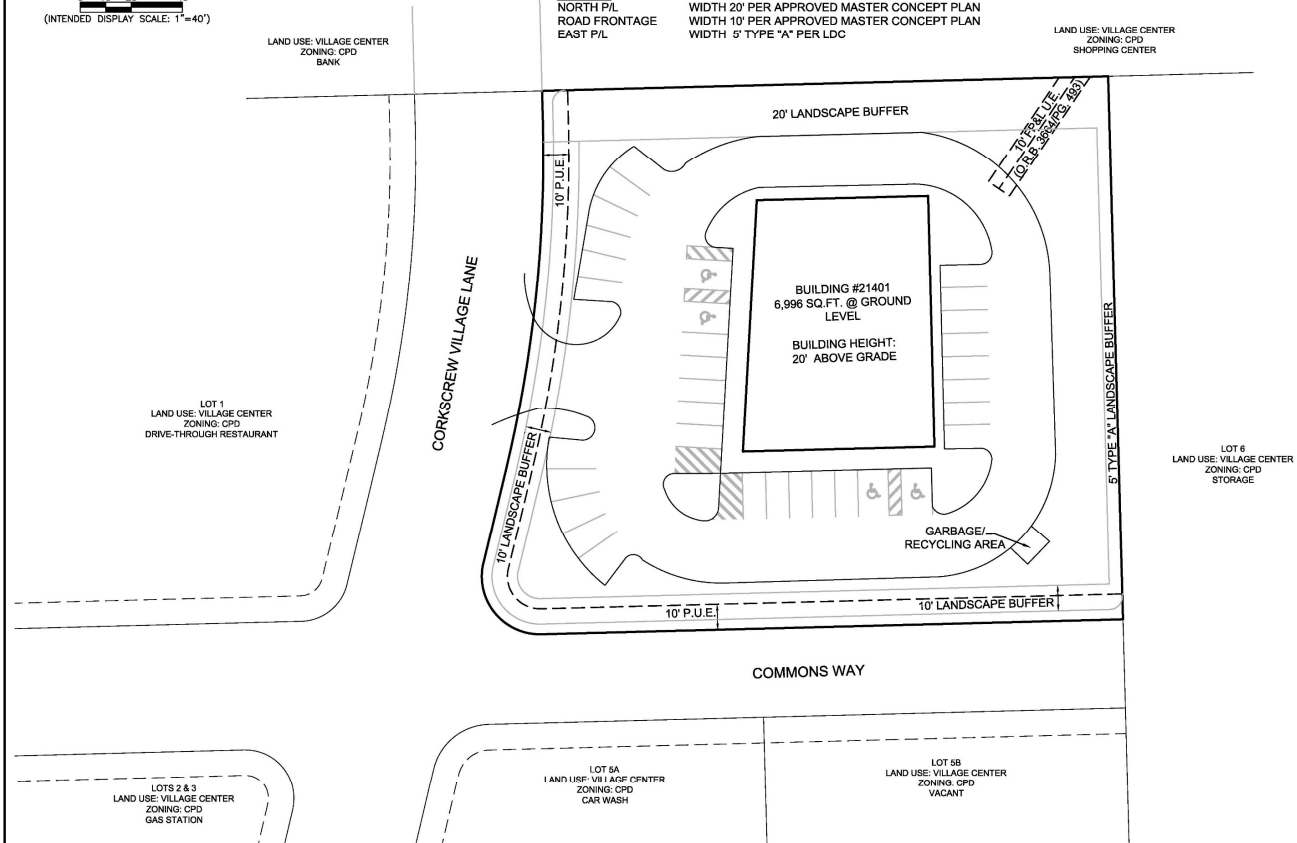 (INTENDED DISPLAY SCALE: 1"=40')
NORTH P/L WIDTH 20' PER APPROVED MASTER CONCEPT PLAN
ROAD FRONTAGE WIDTH 10' PER APPROVED MASTER CONCEPT PLAN
EAST P/L WIDTH 5' TYPE "A" PER LDC
LAND USE: VILLAGE CENTER
ZONING: CPD
BANK
LAND USE: VILLAGE CENTER
ZONING: CPD
SHOPPING CENTER
20' LANDSCAPE BUFFER
10' FP&L U.E.
(O.R.B. 3664/PG. 493)
10' P.U.E.
CORKSCREW VILLAGE LANE
BUILDING #21401
6,996 SQ.FT. @ GROUND
LEVEL
BUILDING HEIGHT:
20' ABOVE GRADE
5' TYPE "A" LANDSCAPE BUFFER
LOT 1
LAND USE: VILLAGE CENTER
ZONING: CPD
DRIVE-THROUGH RESTAURANT
LOT 6
LAND USE: VILLAGE CENTER
ZONING: CPD
STORAGE
10' LANDSCAPE BUFFER
GARBAGE/
RECYCLING AREA
10' P.U.E.
10' LANDSCAPE BUFFER
COMMONS WAY
LOTS 2 & 3
LAND USE: VILLAGE CENTER
ZONING: CPD
GAS STATION
LOT 5A
LAND USE: VILLAGE CENTER
ZONING: CPD
CAR WASH
LOT 5B
LAND USE: VILLAGE CENTER
ZONING: CPD
VACANT